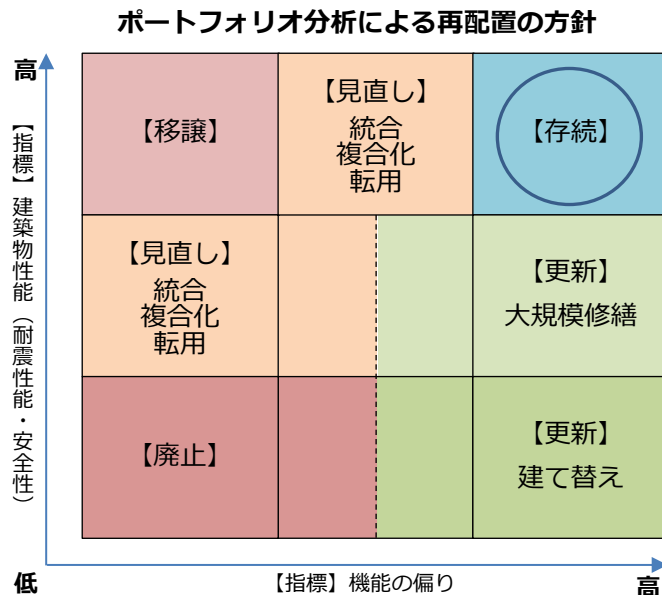 ポートフォリオ分析による再配置の方針
高
【指標】建築物性能（耐震性能・安全性）
【移譲】
【見直し】
統合
複合化
転用
【存続】
【見直し】
統合
複合化
転用
【更新】
大規模修繕
【廃止】
【更新】
建て替え
低
【指標】機能の偏り
高